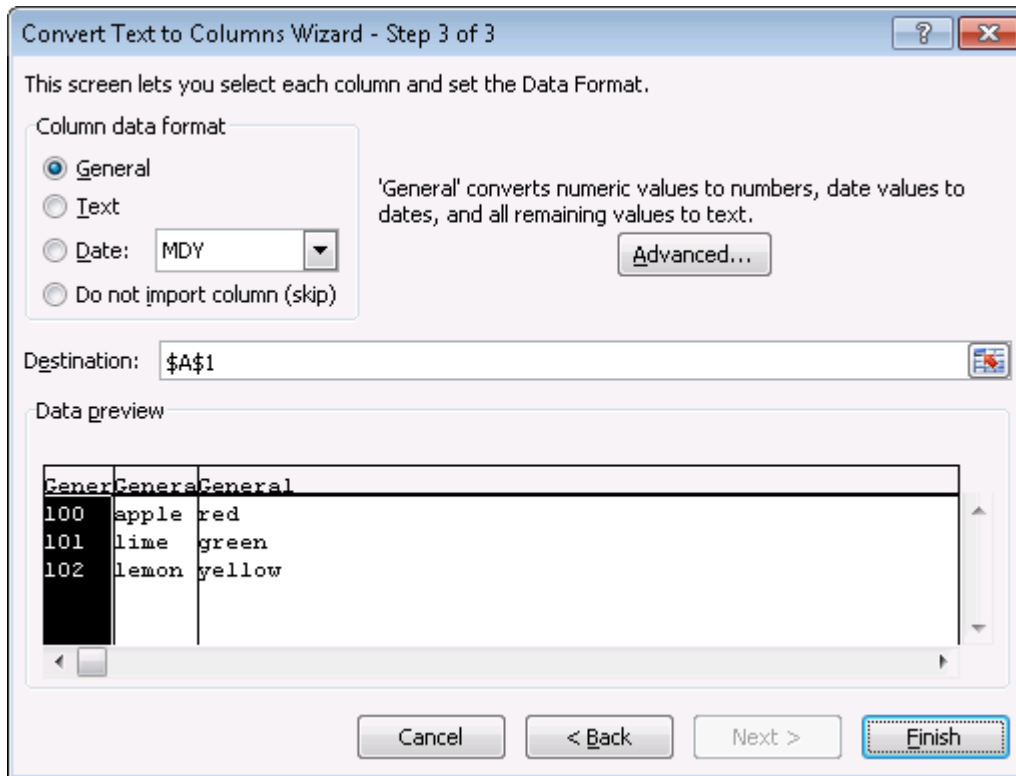 Convert Text to Columns Wizard - Step 3 of 3
This screen lets you select each column and set the Data Format.
Column data format
General
Text
Date: MDY
Do not import column (skip)
'General' converts numeric values to numbers, date values to
dates, and all remaining values to text.
Advanced...
Destination: $A$1
Data preview
Gener Genera General
100 apple red
101 lime green
102 lemon yellow
Cancel < Back Next > Finish